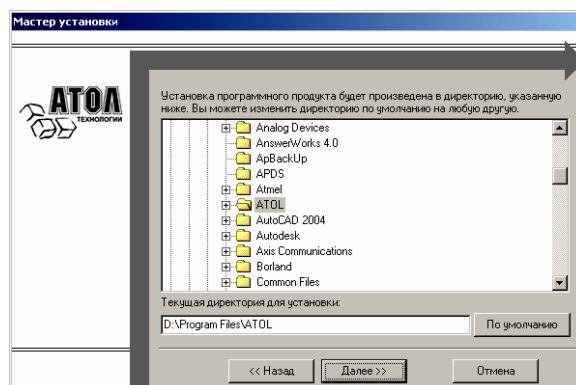 Мастер установки
АТОЛ
ТЕХНОЛОГИИ
Установка программного продукта будет произведена в директорию, указанную
ниже. Вы можете изменить директорию по умолчанию на любую другую.
Analog Devices
AnswerWorks 4.0
ApBackUp
APDS
Atmel
ATOL
AutoCAD 2004
Autodesk
Axis Communications
Borland
Common Files
Текущая директория для установки:
D:\Program Files\ATOL
По умолчанию
<< Назад
Далее >>
Отмена